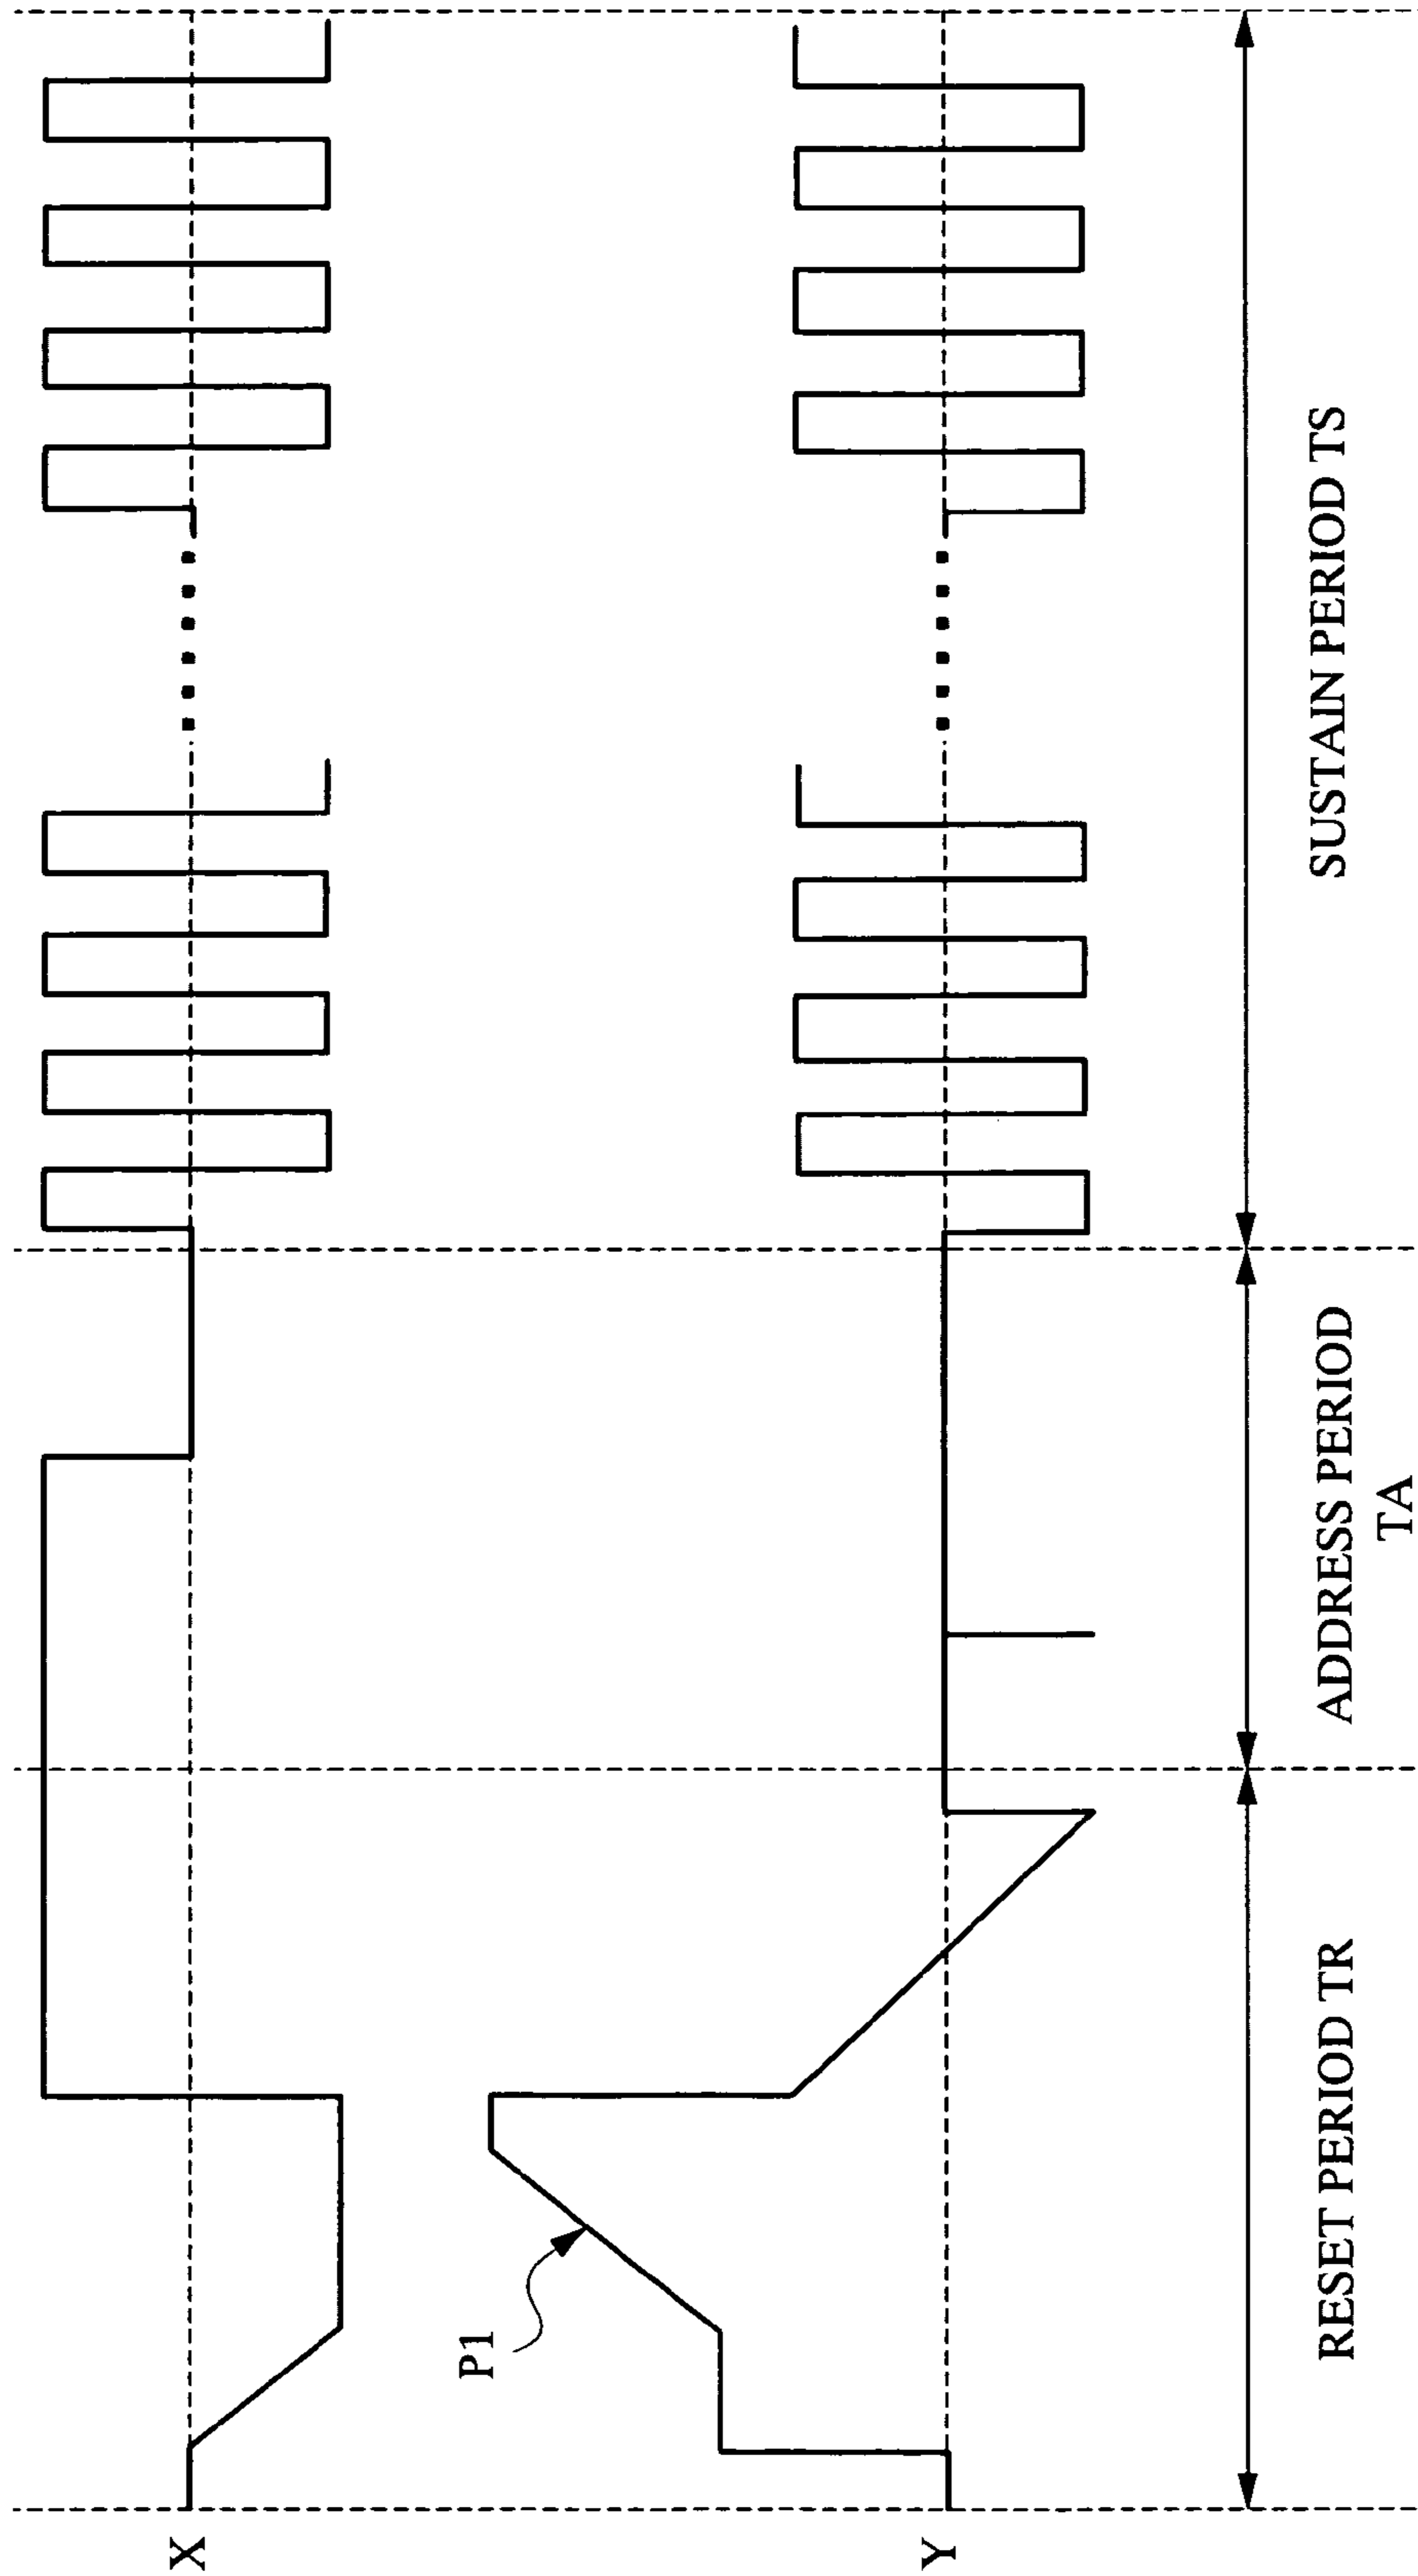 X
P1
Y
RESET PERIOD TR
ADDRESS PERIOD
TA
SUSTAIN PERIOD TS